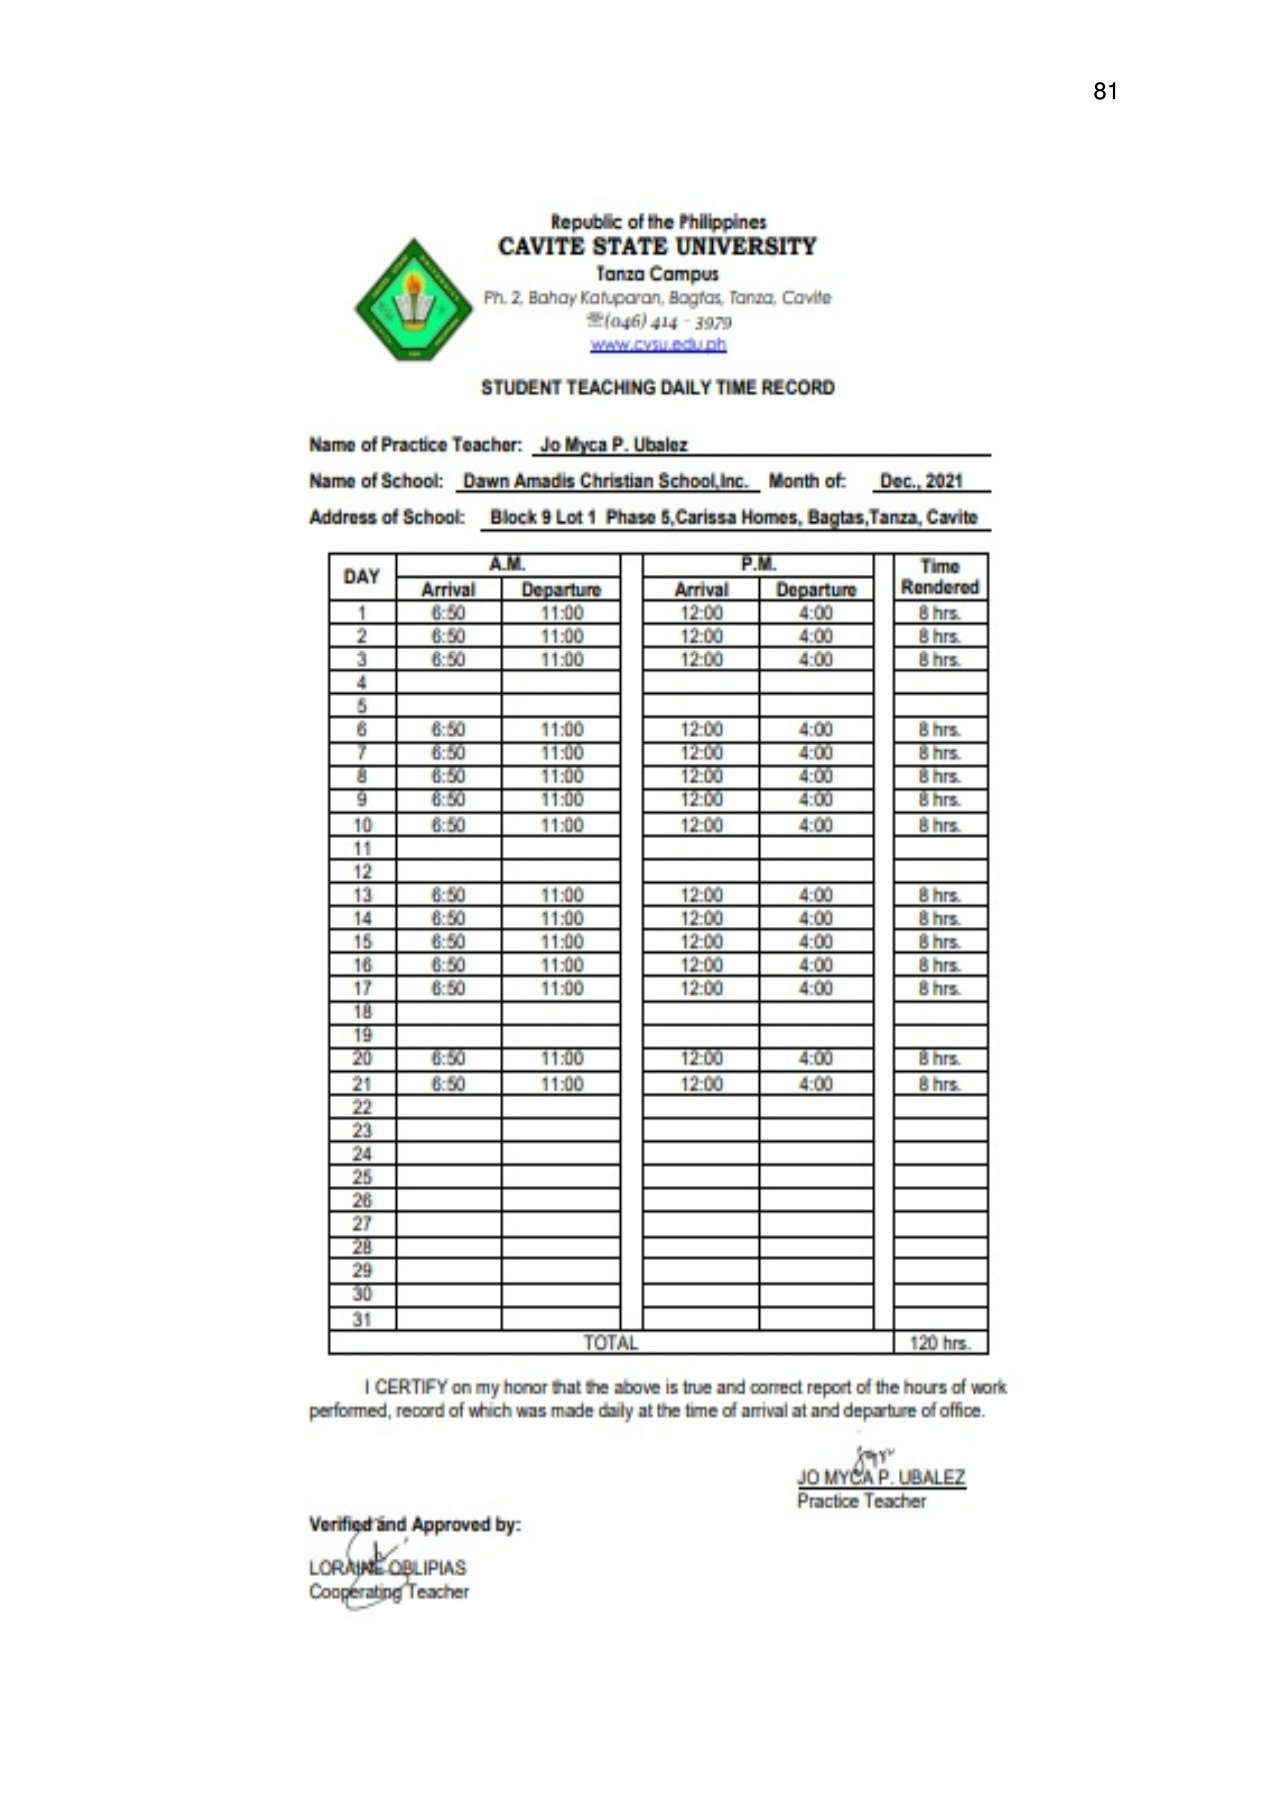 81
Republic of the Philippines
CAVITE STATE UNIVERSITY
Tanza Campus
Ph. 2, Bahay Katuparan, Bagtas, Tanza, Cavite
☏(046) 414 - 3979
www.cvsu.edu.ph
STUDENT TEACHING DAILY TIME RECORD
Name of Practice Teacher: Jo Myca P. Ubalez
Name of School: Dawn Amadis Christian School,Inc. Month of: Dec., 2021
Address of School: Block 9 Lot 1 Phase 5,Carissa Homes, Bagtas,Tanza, Cavite
DAY A.M. P.M. Time Rendered
Arrival Departure Arrival Departure
1 6:50 11:00 12:00 4:00 8 hrs.
2 6:50 11:00 12:00 4:00 8 hrs.
3 6:50 11:00 12:00 4:00 8 hrs.
4
5
6 6:50 11:00 12:00 4:00 8 hrs.
7 6:50 11:00 12:00 4:00 8 hrs.
8 6:50 11:00 12:00 4:00 8 hrs.
9 6:50 11:00 12:00 4:00 8 hrs.
10 6:50 11:00 12:00 4:00 8 hrs.
11
12
13 6:50 11:00 12:00 4:00 8 hrs.
14 6:50 11:00 12:00 4:00 8 hrs.
15 6:50 11:00 12:00 4:00 8 hrs.
16 6:50 11:00 12:00 4:00 8 hrs.
17 6:50 11:00 12:00 4:00 8 hrs.
18
19
20 6:50 11:00 12:00 4:00 8 hrs.
21 6:50 11:00 12:00 4:00 8 hrs.
22
23
24
25
26
27
28
29
30
31
TOTAL 120 hrs.
I CERTIFY on my honor that the above is true and correct report of the hours of work
performed, record of which was made daily at the time of arrival at and departure of office.
JO MYCA P. UBALEZ
Practice Teacher
Verified and Approved by:
LORAINE OBLIPIAS
Cooperating Teacher